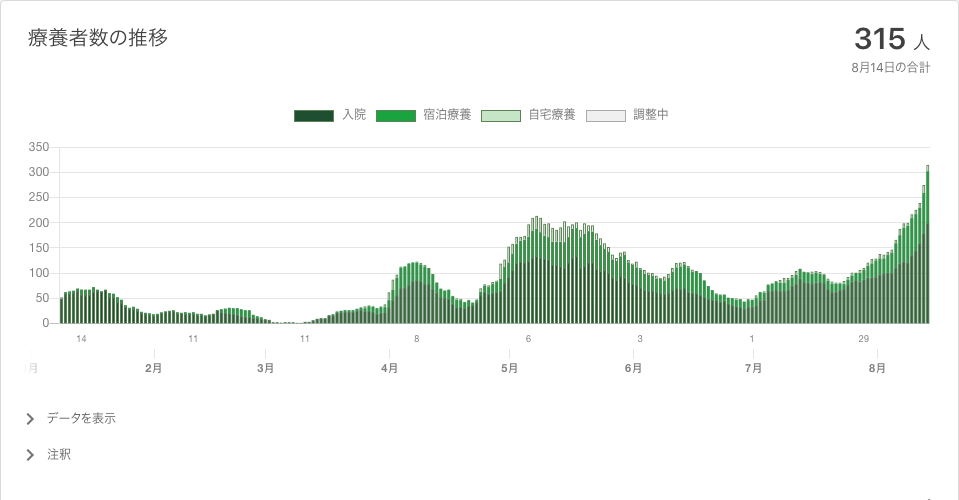 療養者数の推移
315 人
8月14日の合計
入院 宿泊療養 自宅療養 調整中
350
300
250
200
150
100
50
0
14 11 11 8 6 3 1 29
月 2月 3月 4月 5月 6月 7月 8月
データを表示
注釈